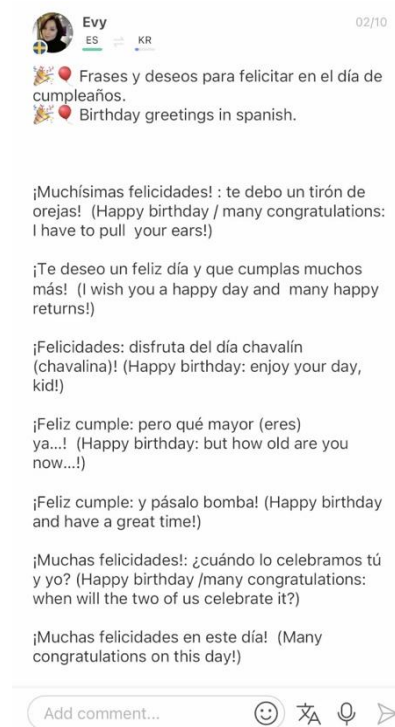 Evy
02/10
ES KR
Frases y deseos para felicitar en el día de
cumpleaños.
Birthday greetings in spanish.
¡Muchísimas felicidades! : te debo un tirón de
orejas! (Happy birthday / many congratulations:
I have to pull your ears!)
¡Te deseo un feliz día y que cumplas muchos
más! (I wish you a happy day and many happy
returns!)
¡Felicidades: disfruta del día chavalín
(chavalina)! (Happy birthday: enjoy your day,
kid!)
¡Feliz cumple: pero qué mayor (eres)
ya...! (Happy birthday: but how old are you
now...!)
¡Feliz cumple: y pásalo bomba! (Happy birthday
and have a great time!)
¡Muchas felicidades!: ¿cuándo lo celebramos tú
y yo? (Happy birthday /many congratulations:
when will the two of us celebrate it?)
¡Muchas felicidades en este día! (Many
congratulations on this day!)
Add comment...